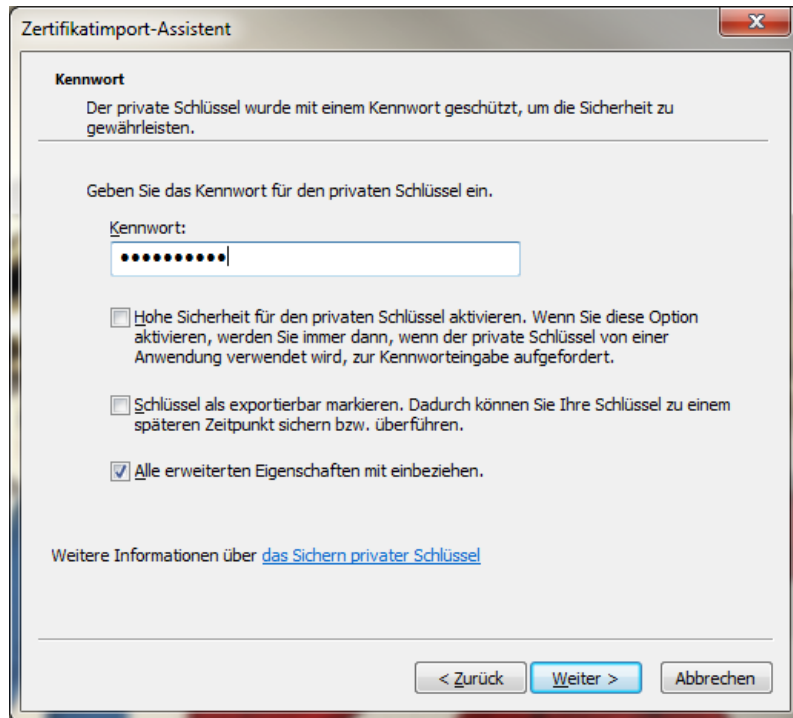 Zertifikatimport-Assistent
Kennwort
Der private Schlüssel wurde mit einem Kennwort geschützt, um die Sicherheit zu
gewährleisten.
Geben Sie das Kennwort für den privaten Schlüssel ein.
Kennwort:
••••••••••
Hohe Sicherheit für den privaten Schlüssel aktivieren. Wenn Sie diese Option
aktivieren, werden Sie immer dann, wenn der private Schlüssel von einer
Anwendung verwendet wird, zur Kennworteingabe aufgefordert.
Schlüssel als exportierbar markieren. Dadurch können Sie Ihre Schlüssel zu einem
späteren Zeitpunkt sichern bzw. überführen.
Alle erweiterten Eigenschaften mit einbeziehen.
Weitere Informationen über das Sichern privater Schlüssel
< Zurück Weiter > Abbrechen